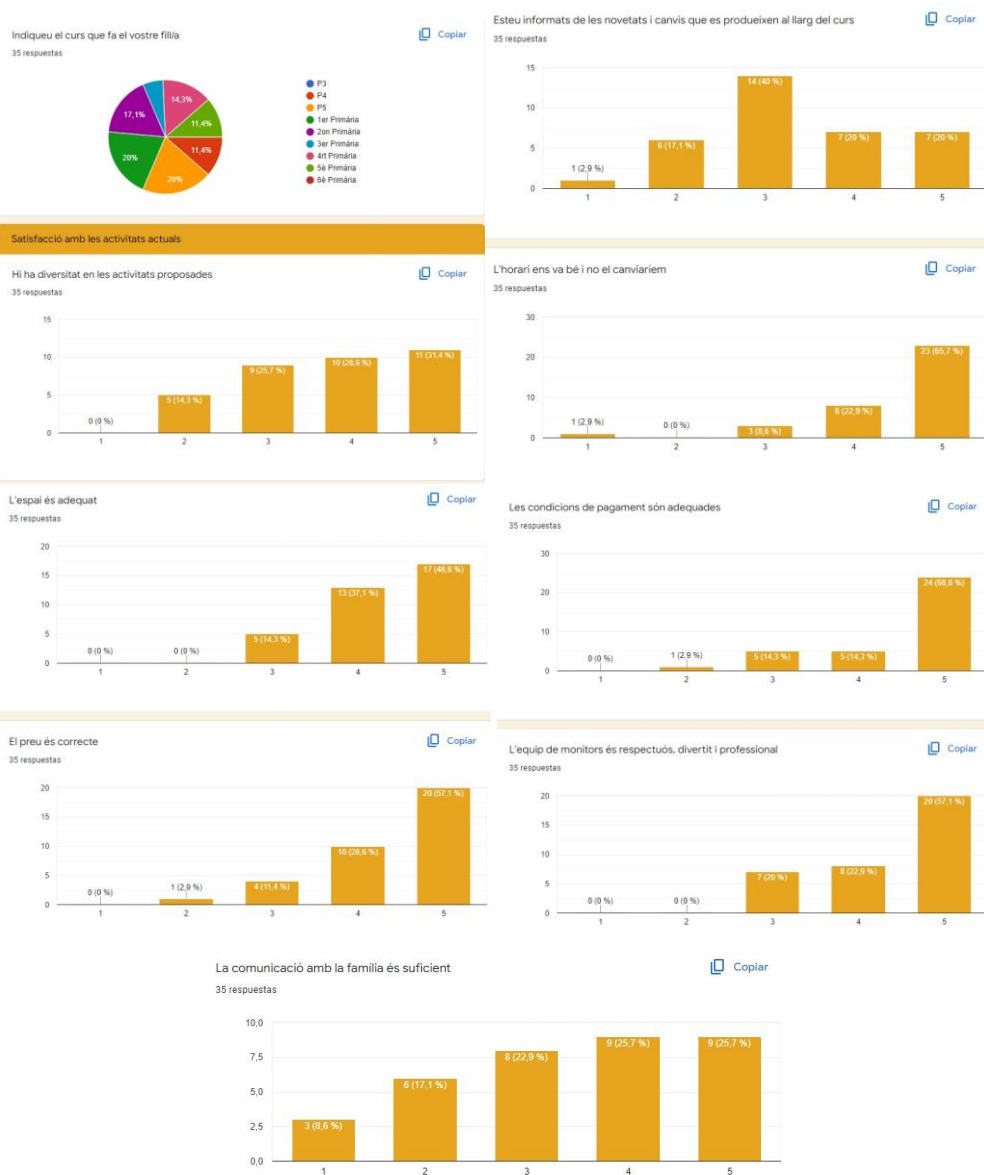 Indiqueu el curs que fa el vostre fill/a
Copiar
35 respuestas
14,3%
11,4%
11,4%
20%
20%
17,1%
P3
P4
P5
1er Primària
2on Primària
3er Primària
4rt Primària
5è Primària
6è Primària
Esteu informats de les novetats i canvis que es produeixen al llarg del curs
Copiar
35 respuestas
15
10
5
0
1 (2,9 %)
6 (17,1 %)
14 (40 %)
7 (20 %)
7 (20 %)
1 2 3 4 5
Satisfacció amb les activitats actuals
Hi ha diversitat en les activitats proposades
Copiar
35 respuestas
15
10
5
0
0 (0 %)
5 (14,3 %)
9 (25,7 %)
10 (28,6 %)
11 (31,4 %)
1 2 3 4 5
L'horari ens va bé i no el canviariem
Copiar
35 respuestas
30
20
10
0
1 (2,9 %)
0 (0 %)
3 (8,6 %)
8 (22,9 %)
23 (65,7 %)
1 2 3 4 5
L'espai és adequat
Copiar
35 respuestas
20
15
10
5
0
0 (0 %)
0 (0 %)
5 (14,3 %)
13 (37,1 %)
17 (48,6 %)
1 2 3 4 5
Les condicions de pagament són adequades
Copiar
35 respuestas
30
20
10
0
0 (0 %)
1 (2,9 %)
5 (14,3 %)
5 (14,3 %)
24 (68,6 %)
1 2 3 4 5
El preu és correcte
Copiar
35 respuestas
20
15
10
5
0
0 (0 %)
1 (2,9 %)
4 (11,4 %)
10 (28,6 %)
20 (57,1 %)
1 2 3 4 5
L'equip de monitors és respectuós, divertit i professional
Copiar
35 respuestas
20
15
10
5
0
0 (0 %)
0 (0 %)
7 (20 %)
8 (22,9 %)
20 (57,1 %)
1 2 3 4 5
La comunicació amb la família és suficient
Copiar
35 respuestas
10,0
7,5
5,0
2,5
0,0
3 (8,6 %)
6 (17,1 %)
8 (22,9 %)
9 (25,7 %)
9 (25,7 %)
1 2 3 4 5